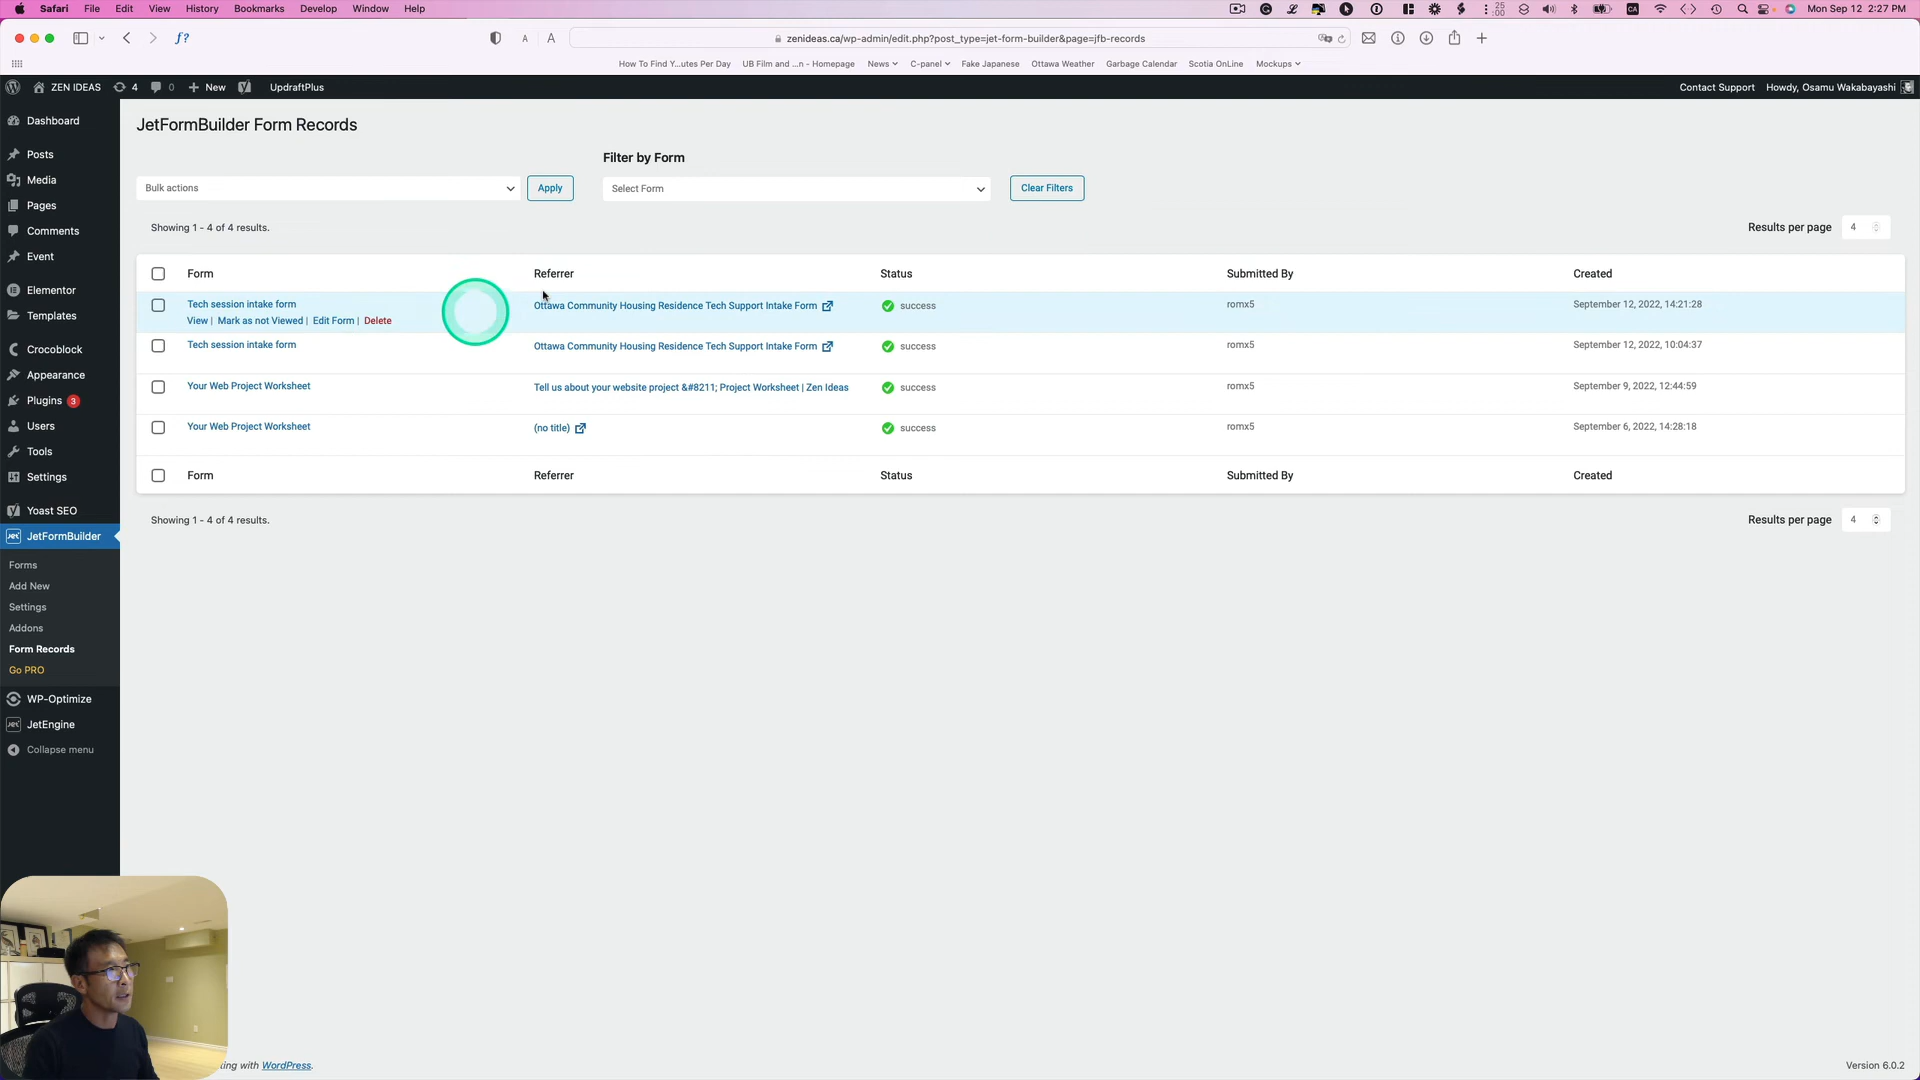 Safari File Edit View History Bookmarks Develop Window Help
25
00
CA
Mon Sep 12 2:27 PM
ƒ?
A A
zenideas.ca/wp-admin/edit.php?post_type=jet-form-builder&page=jfb-records
How To Find Y...utes Per Day UB Film and ...n - Homepage News C-panel Fake Japanese Ottawa Weather Garbage Calendar Scotia OnLine Mockups
ZEN IDEAS 4 0 New UpdraftPlus Contact Support Howdy, Osamu Wakabayashi
Dashboard
Posts
Media
Pages
Comments
Event
Elementor
Templates
Crocoblock
Appearance
Plugins 3
Users
Tools
Settings
Yoast SEO
JetFormBuilder
Forms
Add New
Settings
Addons
Form Records
Go PRO
WP-Optimize
JetEngine
Collapse menu
JetFormBuilder Form Records
Filter by Form
Bulk actions Apply Select Form Clear Filters
Showing 1 - 4 of 4 results. Results per page 4
Form Referrer Status Submitted By Created
Tech session intake form Ottawa Community Housing Residence Tech Support Intake Form success romx5 September 12, 2022, 14:21:28
View | Mark as not Viewed | Edit Form | Delete
Tech session intake form Ottawa Community Housing Residence Tech Support Intake Form success romx5 September 12, 2022, 10:04:37
Your Web Project Worksheet Tell us about your website project &#8211; Project Worksheet | Zen Ideas success romx5 September 9, 2022, 12:44:59
Your Web Project Worksheet (no title) success romx5 September 6, 2022, 14:28:18
Form Referrer Status Submitted By Created
Showing 1 - 4 of 4 results. Results per page 4
ting with WordPress. Version 6.0.2